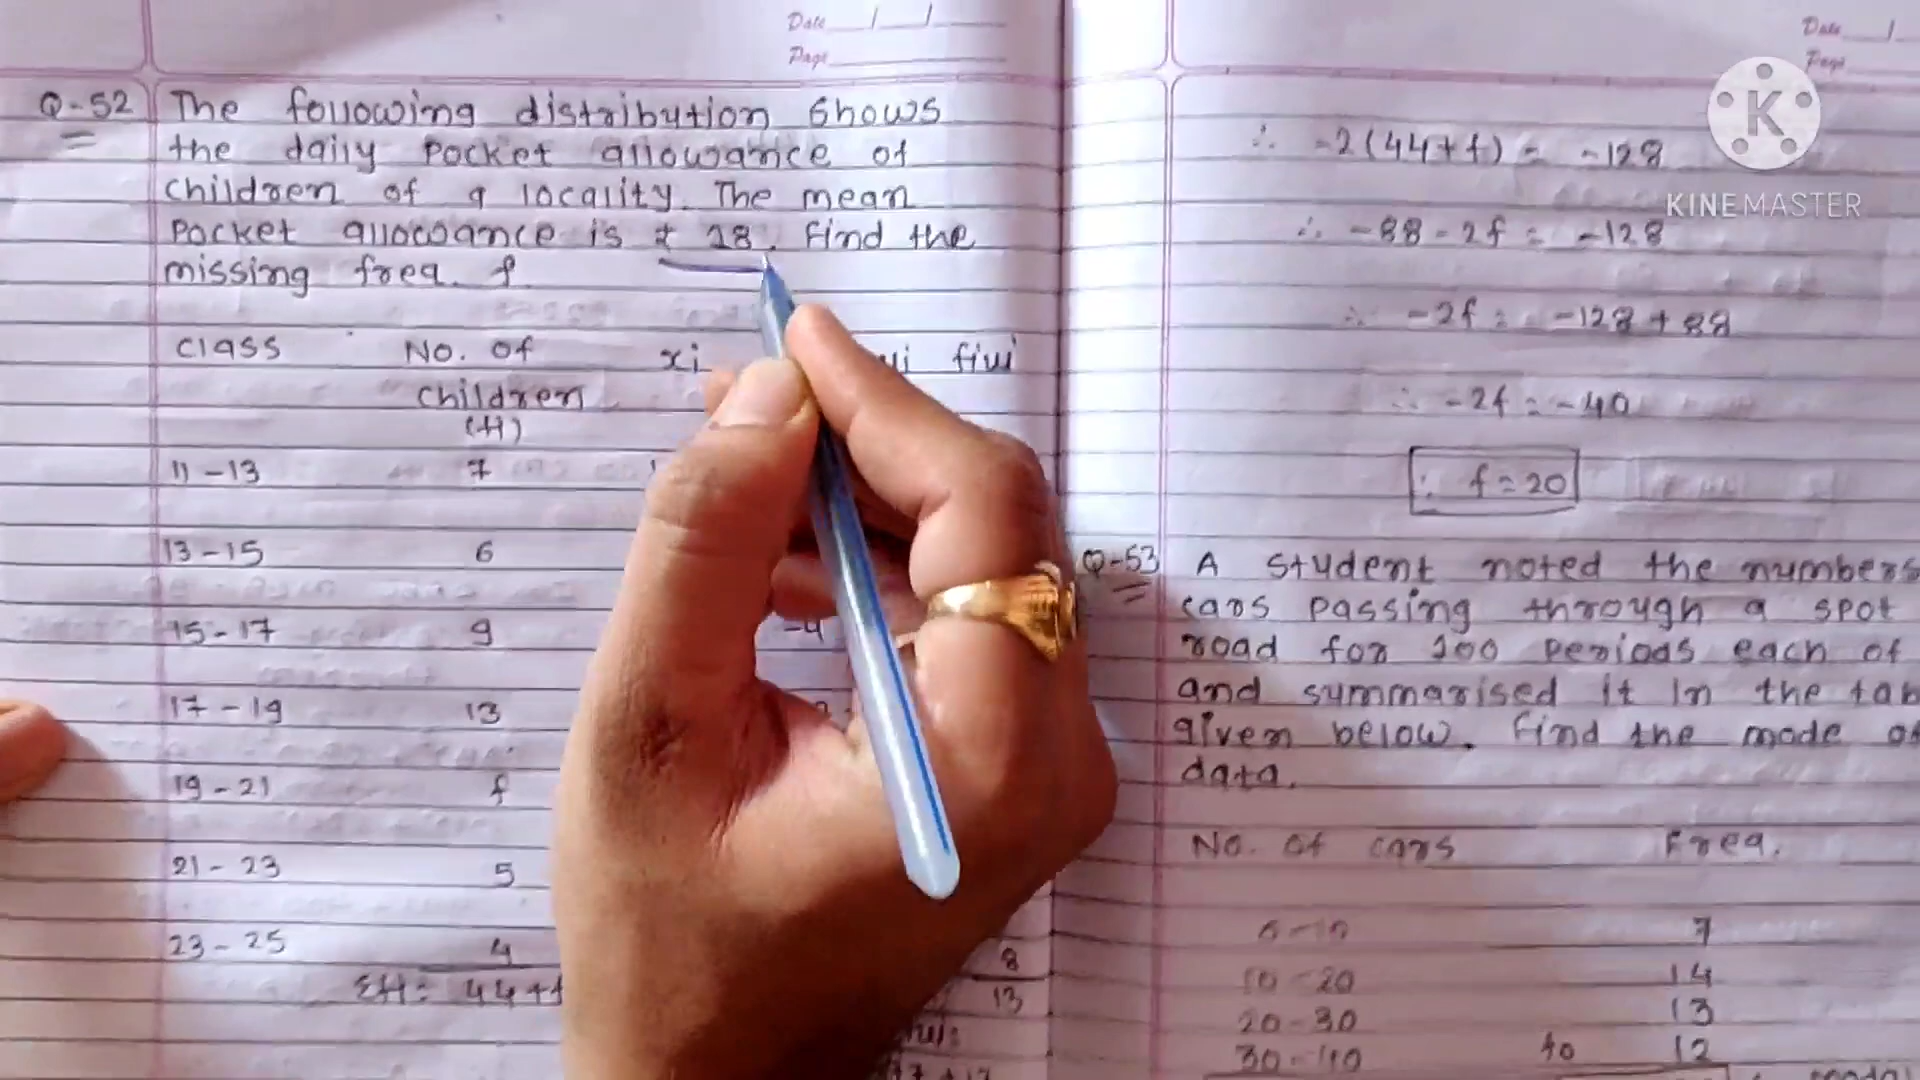 Date / /
Page
Q-52 The following distribution shows
the daily pocket allowance of
children of a locality. The mean
pocket allowance is ₹ 18. Find the
missing freq. f.
class No. of xi ui fiui
children
(fi)
11-13 7
13-15 6
15-17 9 -4
17-19 13
19-21 f
21-23 5
23-25 4 8
Σfi = 44+f 13
Date /
Page
KINEMASTER
∴ -2(44+f) = -128
∴ -88-2f = -128
∴ -2f = -128+88
∴ -2f = -40
∴ f = 20
Q-53 A student noted the numbers
cars passing through a spot
road for 100 periods each of
and summarised it in the tab
given below. Find the mode of
data.
No. of cars Freq.
0-10 7
10-20 14
20-30 13
30-40 fo 12